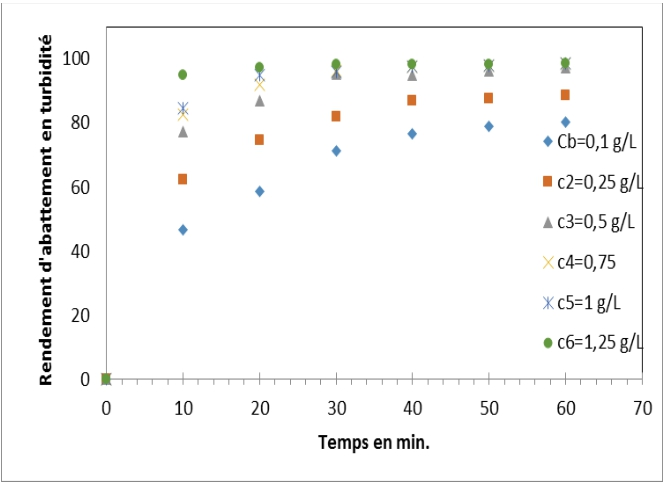 Rendement d'abattement en turbidité
100
80
60
40
20
0
0 10 20 30 40 50 60 70
Temps en min.
Cb=0,1 g/L
c2=0,25 g/L
c3=0,5 g/L
c4=0,75
c5=1 g/L
c6=1,25 g/L